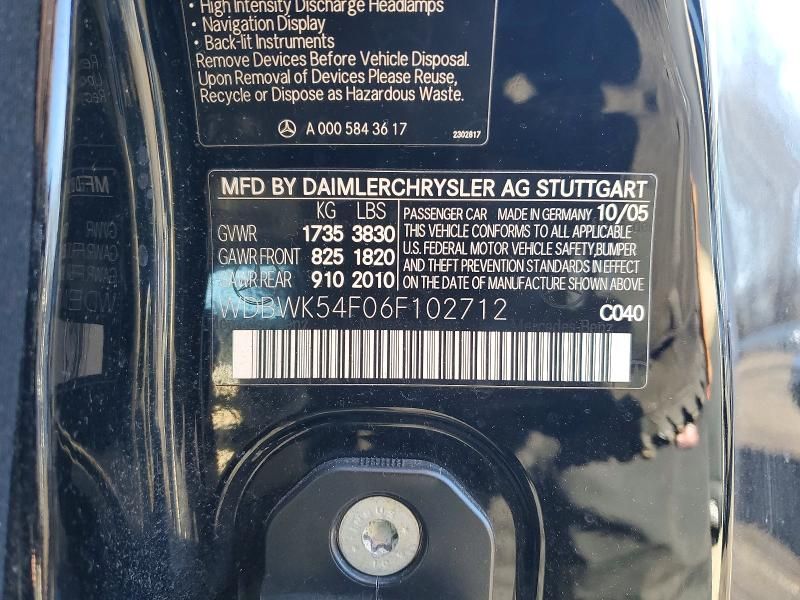 • High Intensity Discharge Headlamps
• Navigation Display
• Back-lit Instruments
Remove Devices Before Vehicle Disposal.
Upon Removal of Devices Please Reuse,
Recycle or Dispose as Hazardous Waste.
A 000 584 36 17
2302817
MFD BY DAIMLERCHRYSLER AG STUTTGART
KG LBS
GVWR 1735 3830
GAWR FRONT 825 1820
GAWR REAR 910 2010
PASSENGER CAR MADE IN GERMANY 10/05
THIS VEHICLE CONFORMS TO ALL APPLICABLE
U.S. FEDERAL MOTOR VEHICLE SAFETY,BUMPER
AND THEFT PREVENTION STANDARDS IN EFFECT
ON THE DATE OF MANUFACTURE SHOWN ABOVE
WDBWK54F06F102712
C040